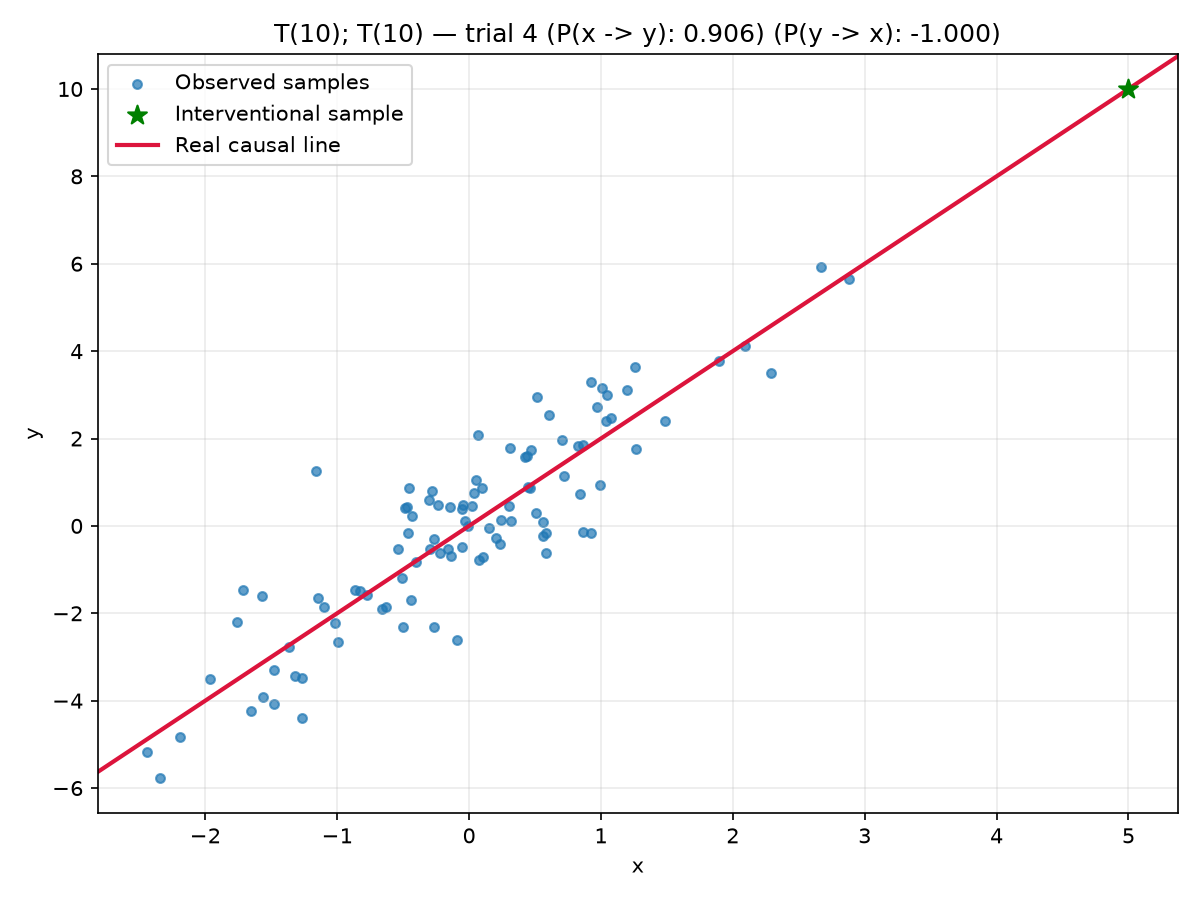 T(10); T(10) — trial 4 (P(x -> y): 0.906) (P(y -> x): -1.000)
Observed samples
Interventional sample
Real causal line
10
8
6
4
2
0
−2
−4
−6
y
−2 −1 0 1 2 3 4 5
x